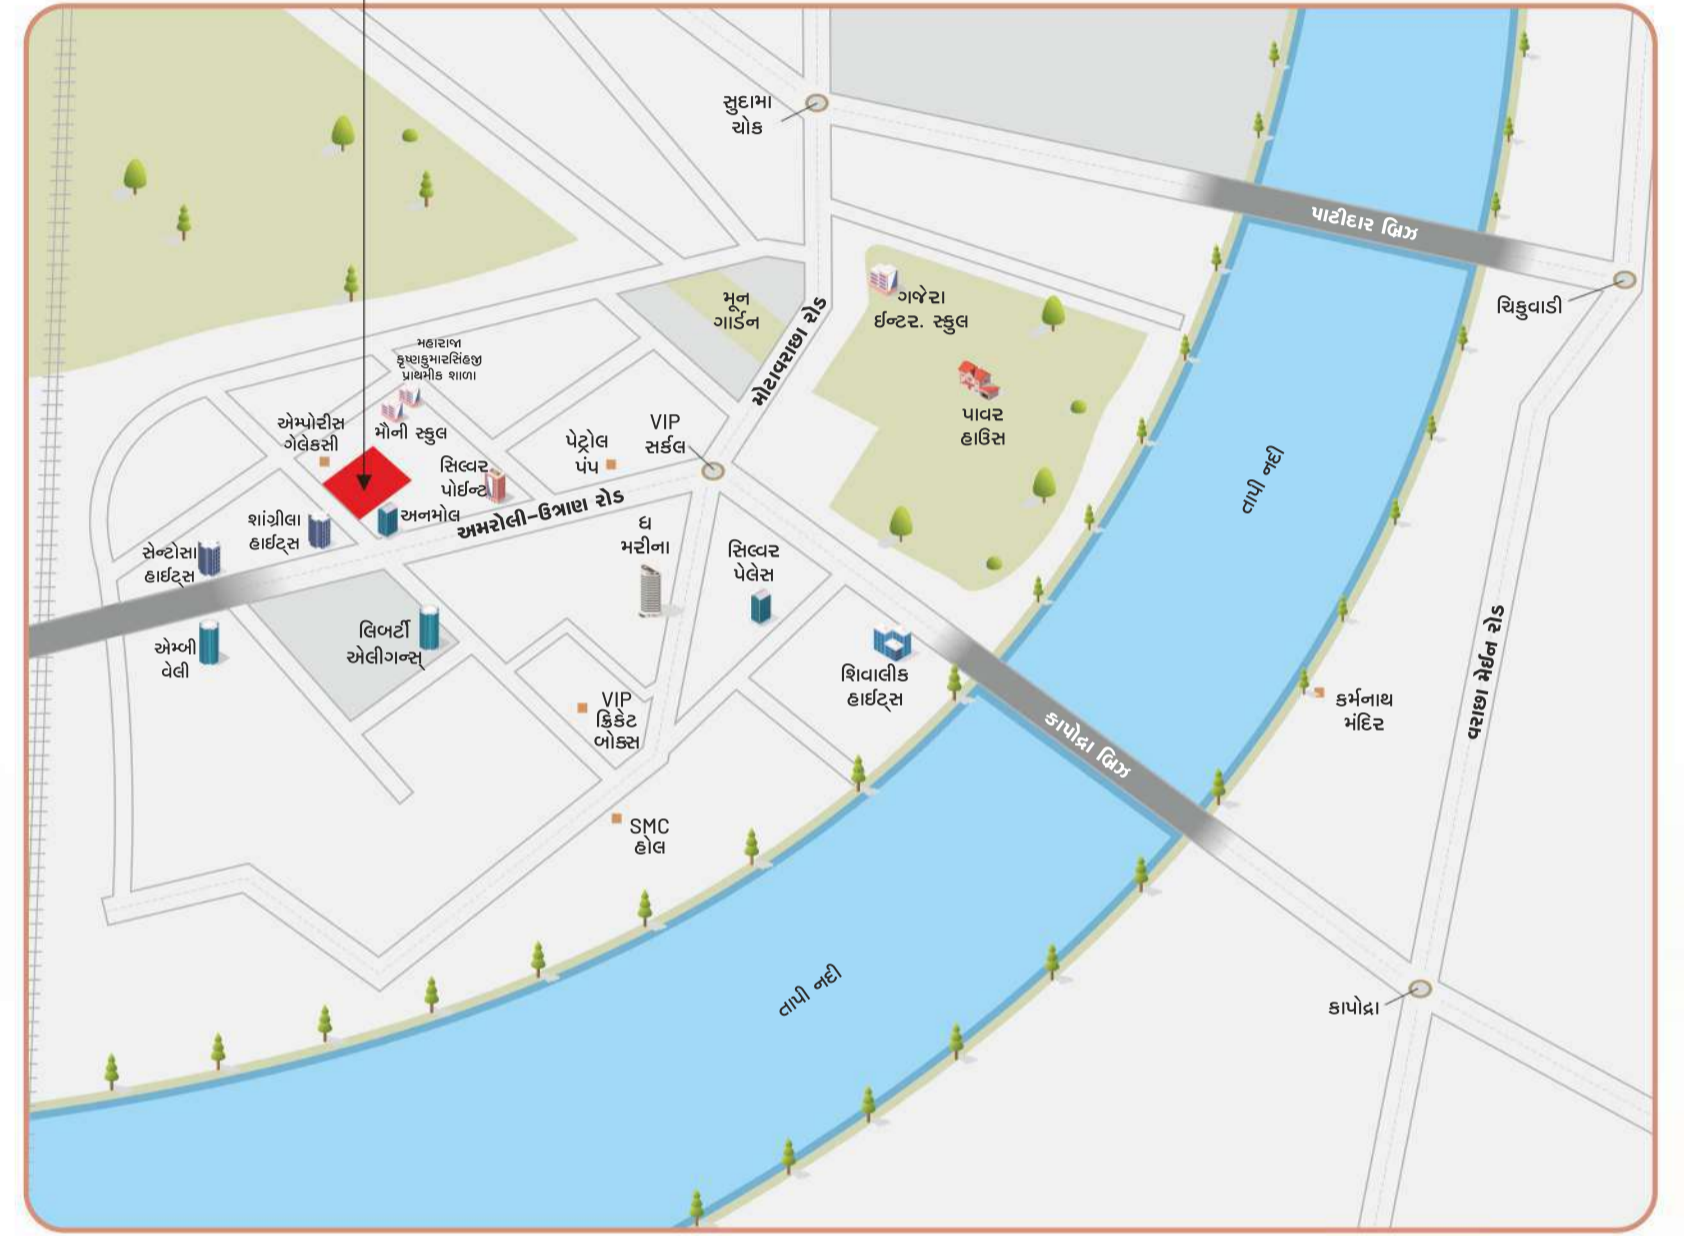 સુદામા
ચોક
પાટીદાર બ્રિઝ
ચિકુવાડી
ગજેરા
ઈન્ટર. સ્કુલ
મૂન
ગાર્ડન
મોટાવરાછા રોડ
મહારાજા
કૃષ્ણકુમારસિંહજી
પ્રાથમીક શાળા
પાવર
હાઉસ
એમ્પોરીસ
ગેલેકસી
મૌની સ્કુલ
VIP
સર્કલ
પેટ્રોલ
પંપ
સિલ્વર
પોઈન્ટ
તાપી નદી
અમરોલી-ઉત્રાણ રોડ
અનમોલ
શાંગ્રીલા
હાઈટ્સ
ધ
મરીના
સેન્ટોસા
હાઈટ્સ
સિલ્વર
પેલેસ
લિબર્ટી
એલીગન્સ્
એમ્બી
વેલી
શિવાલીક
હાઈટ્સ
વરાછા મેઈન રોડ
VIP
ક્રિકેટ
બોક્સ
કર્મનાથ
મંદિર
કાપોદ્રા બ્રિઝ
SMC
હોલ
તાપી નદી
કાપોદ્રા